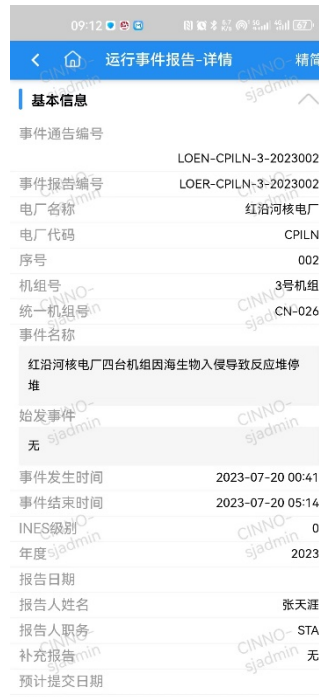 09:12
67
运行事件报告-详情
精简
基本信息
事件通告编号
LOEN-CPILN-3-2023002
事件报告编号 LOER-CPILN-3-2023002
电厂名称 红沿河核电厂
电厂代码 CPILN
序号 002
机组号 3号机组
统一机组号 CN-026
事件名称
红沿河核电厂四台机组因海生物入侵导致反应堆停
堆
始发事件
无
事件发生时间 2023-07-20 00:41
事件结束时间 2023-07-20 05:14
INES级别 0
年度 2023
报告日期
报告人姓名 张天涯
报告人职务 STA
补充报告 无
预计提交日期
CINNO-
sjadmin